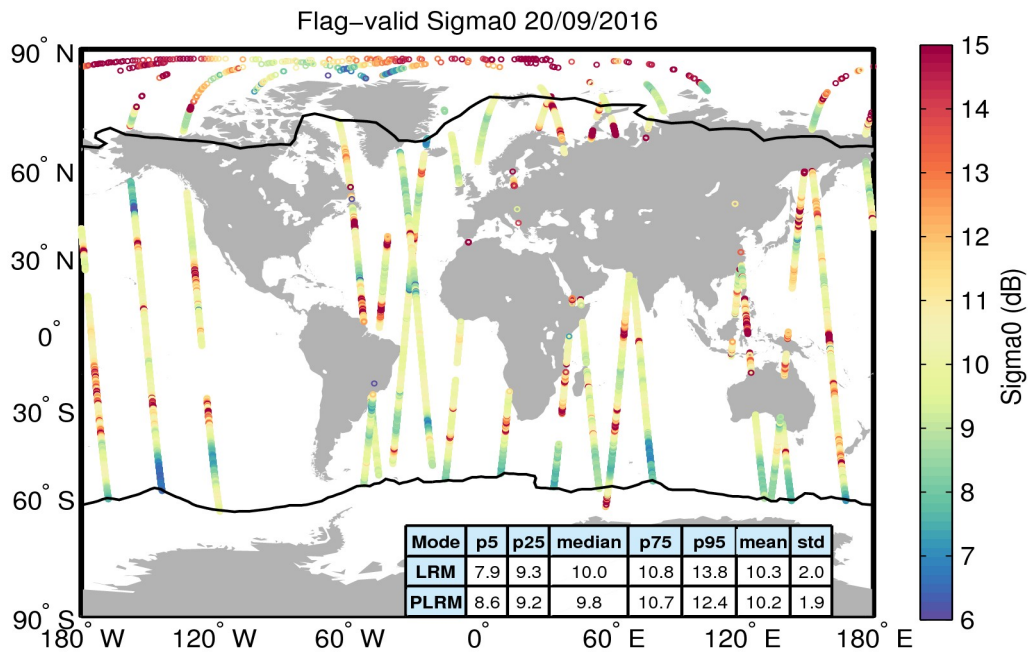 Flag−valid Sigma0 20/09/2016
90° N
60° N
30° N
0°
30° S
60° S
90° S
180° W
120° W
60° W
0°
60° E
120° E
180° E
15
14
13
12
11
10
9
8
7
6
Sigma0 (dB)
Mode p5 p25 median p75 p95 mean std
LRM 7.9 9.3 10.0 10.8 13.8 10.3 2.0
PLRM 8.6 9.2 9.8 10.7 12.4 10.2 1.9